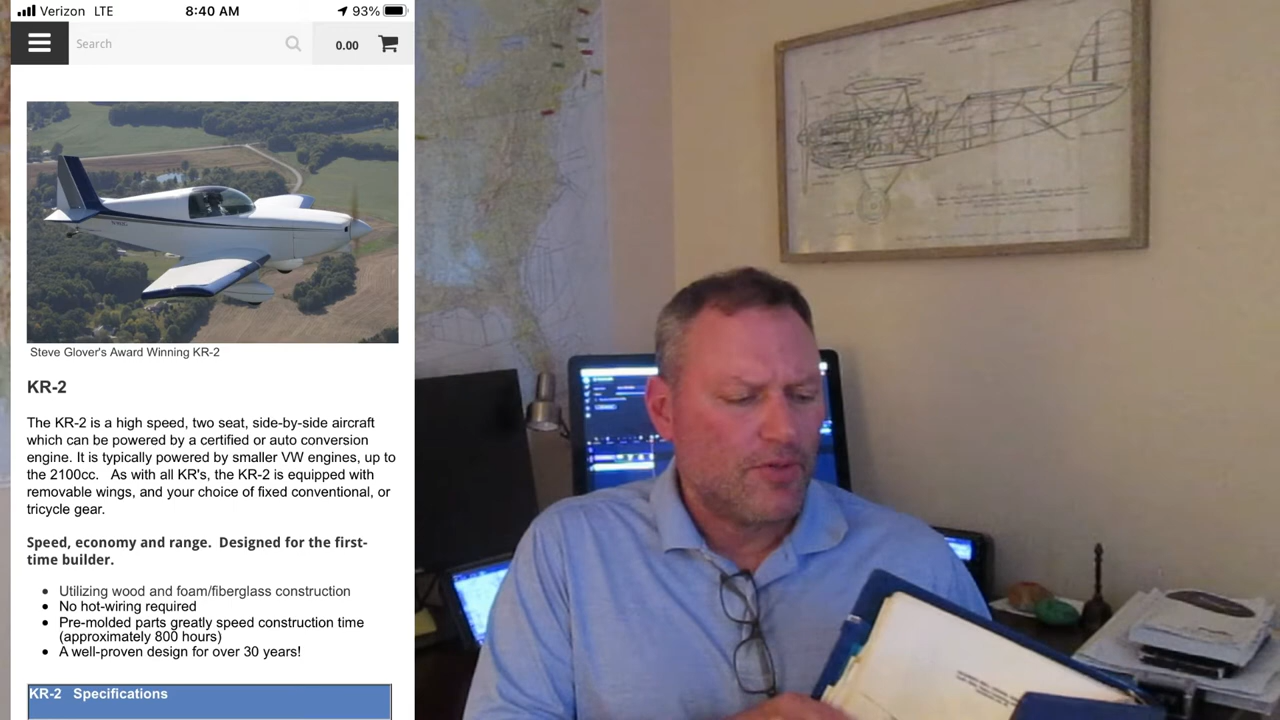 Verizon LTE 8:40 AM 93%
Search 0.00
Steve Glover's Award Winning KR-2
KR-2
The KR-2 is a high speed, two seat, side-by-side aircraft
which can be powered by a certified or auto conversion
engine. It is typically powered by smaller VW engines, up to
the 2100cc. As with all KR's, the KR-2 is equipped with
removable wings, and your choice of fixed conventional, or
tricycle gear.
Speed, economy and range. Designed for the first-
time builder.
• Utilizing wood and foam/fiberglass construction
• No hot-wiring required
• Pre-molded parts greatly speed construction time
(approximately 800 hours)
• A well-proven design for over 30 years!
KR-2 Specifications